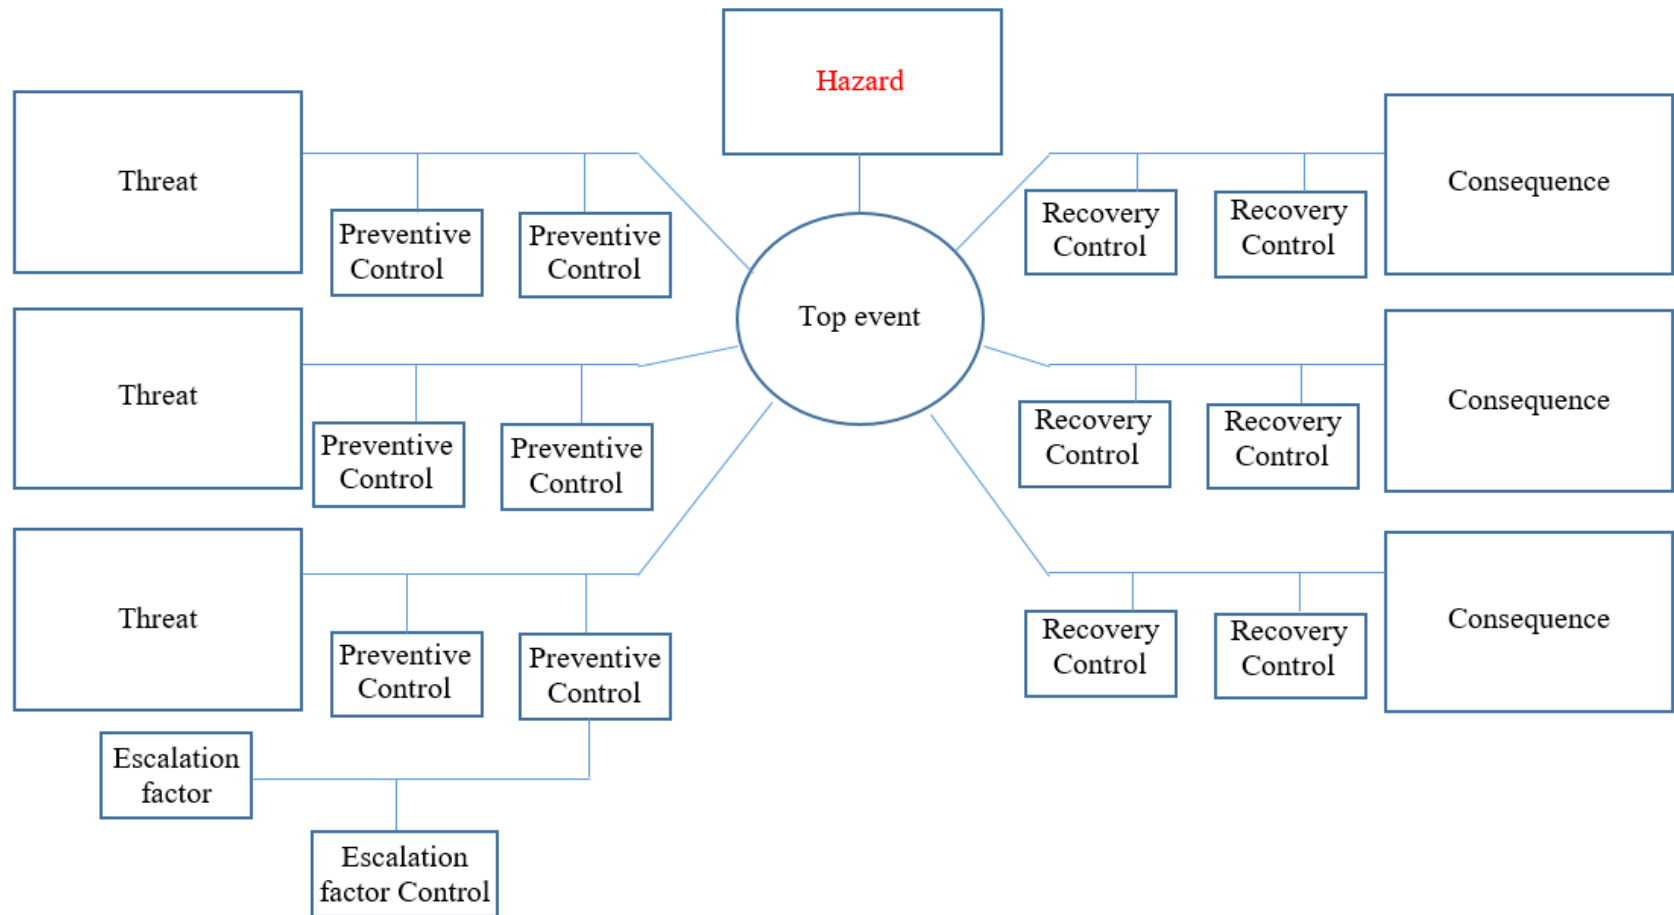 Hazard
Threat
Preventive
Control
Preventive
Control
Recovery
Control
Recovery
Control
Consequence
Top event
Threat
Preventive
Control
Preventive
Control
Recovery
Control
Recovery
Control
Consequence
Threat
Preventive
Control
Preventive
Control
Recovery
Control
Recovery
Control
Consequence
Escalation
factor
Escalation
factor Control